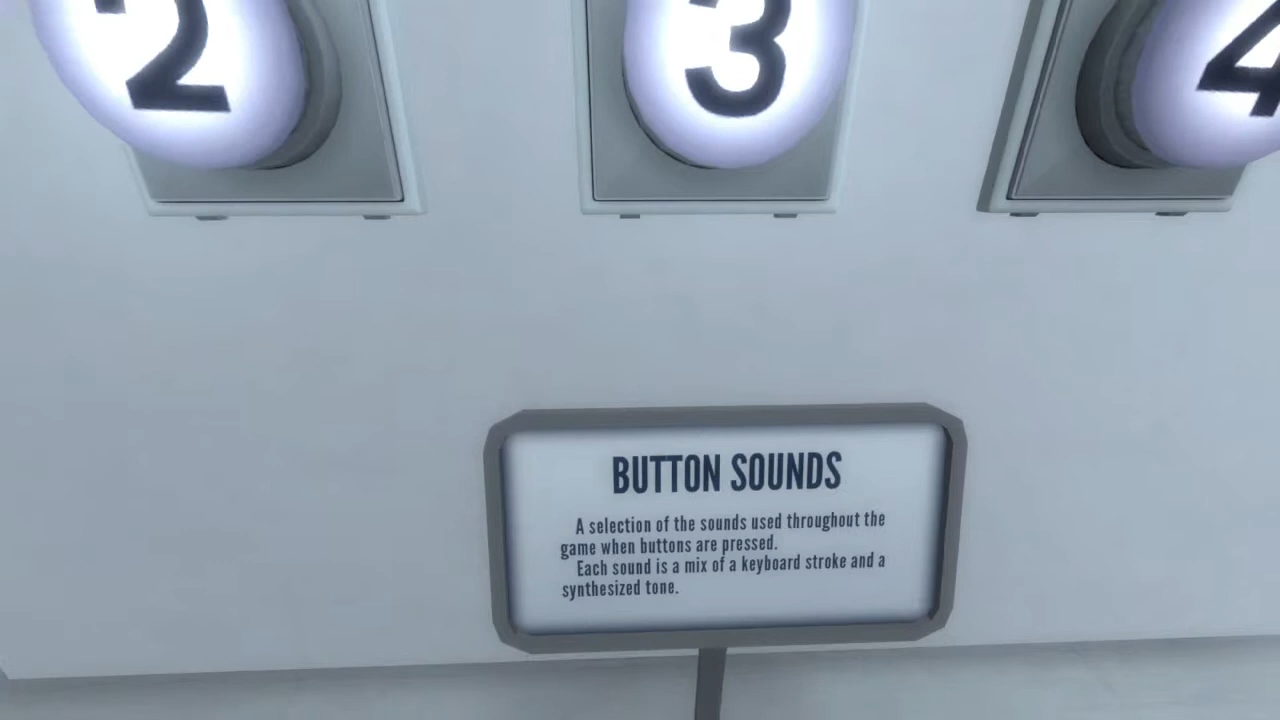 2 3 4
BUTTON SOUNDS
A selection of the sounds used throughout the
game when buttons are pressed.
Each sound is a mix of a keyboard stroke and a
synthesized tone.